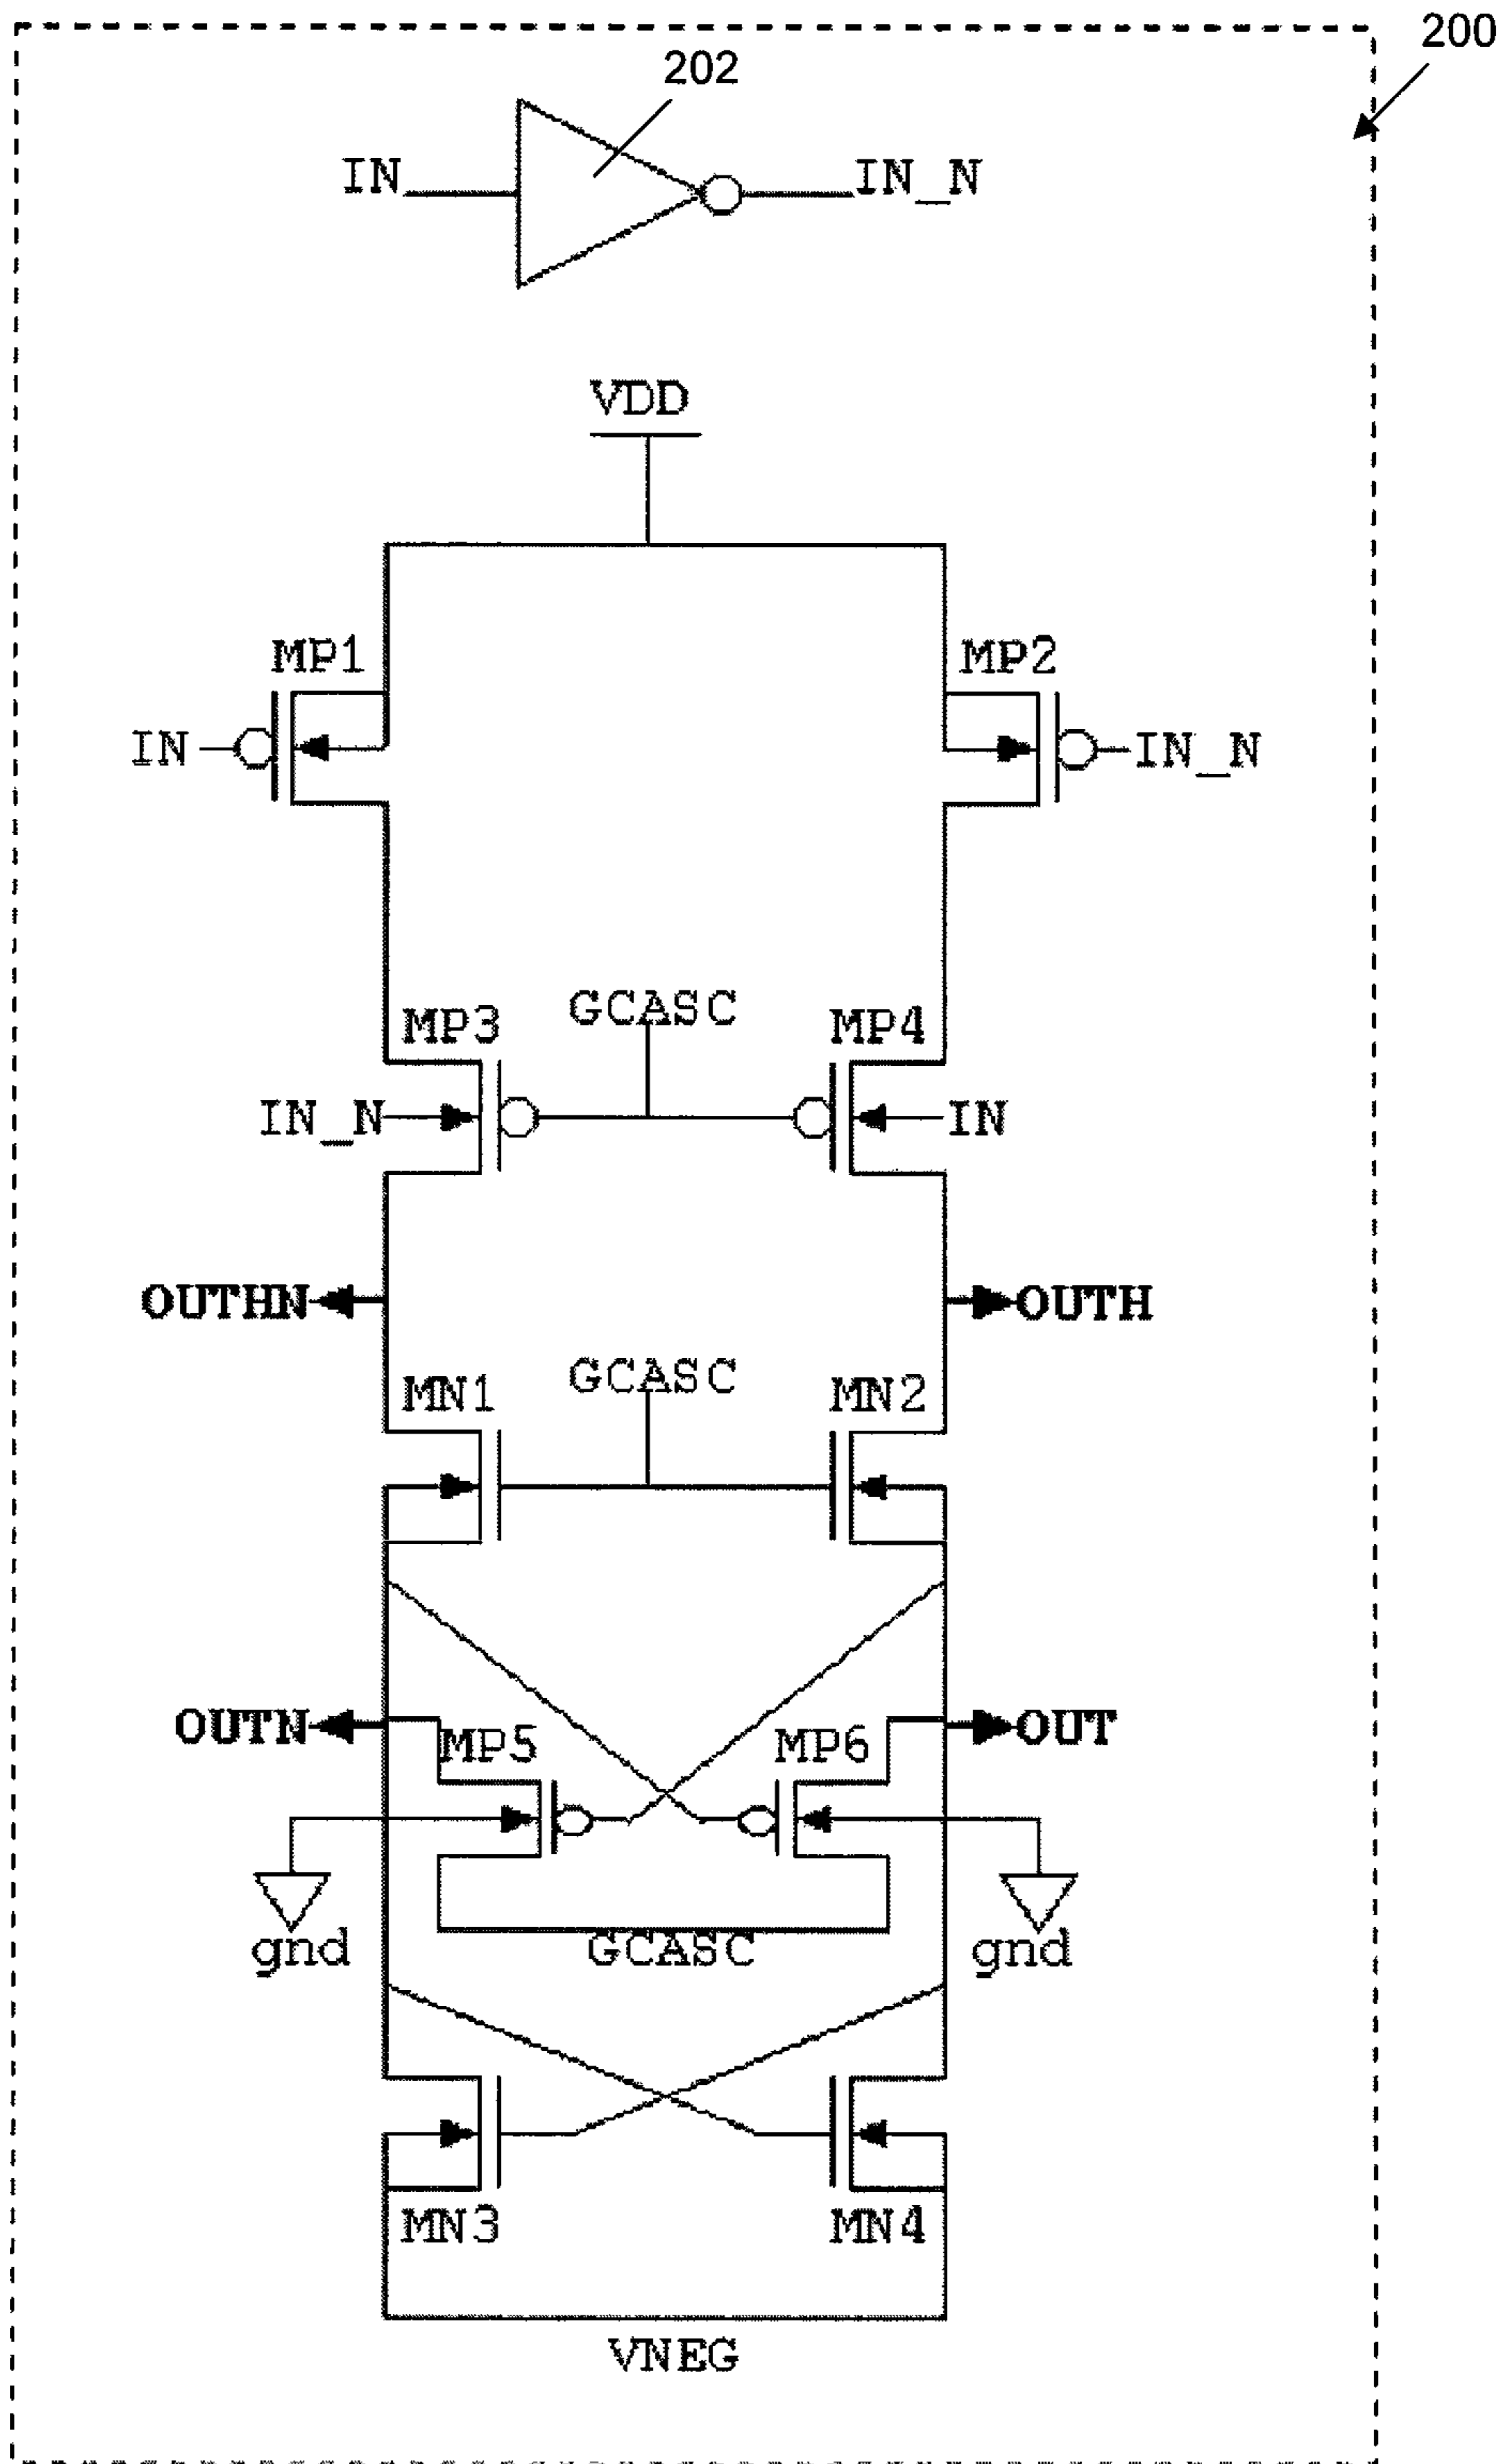 200
202
IN IN_N
VDD
MP1 MP2
IN IN_N
MP3 GCASC MP4
IN_N IN
OUTHN OUTH
MN1 GCASC MN2
OUTN OUT
MP5 MP6
gnd GCASC gnd
MN3 MN4
VNEG